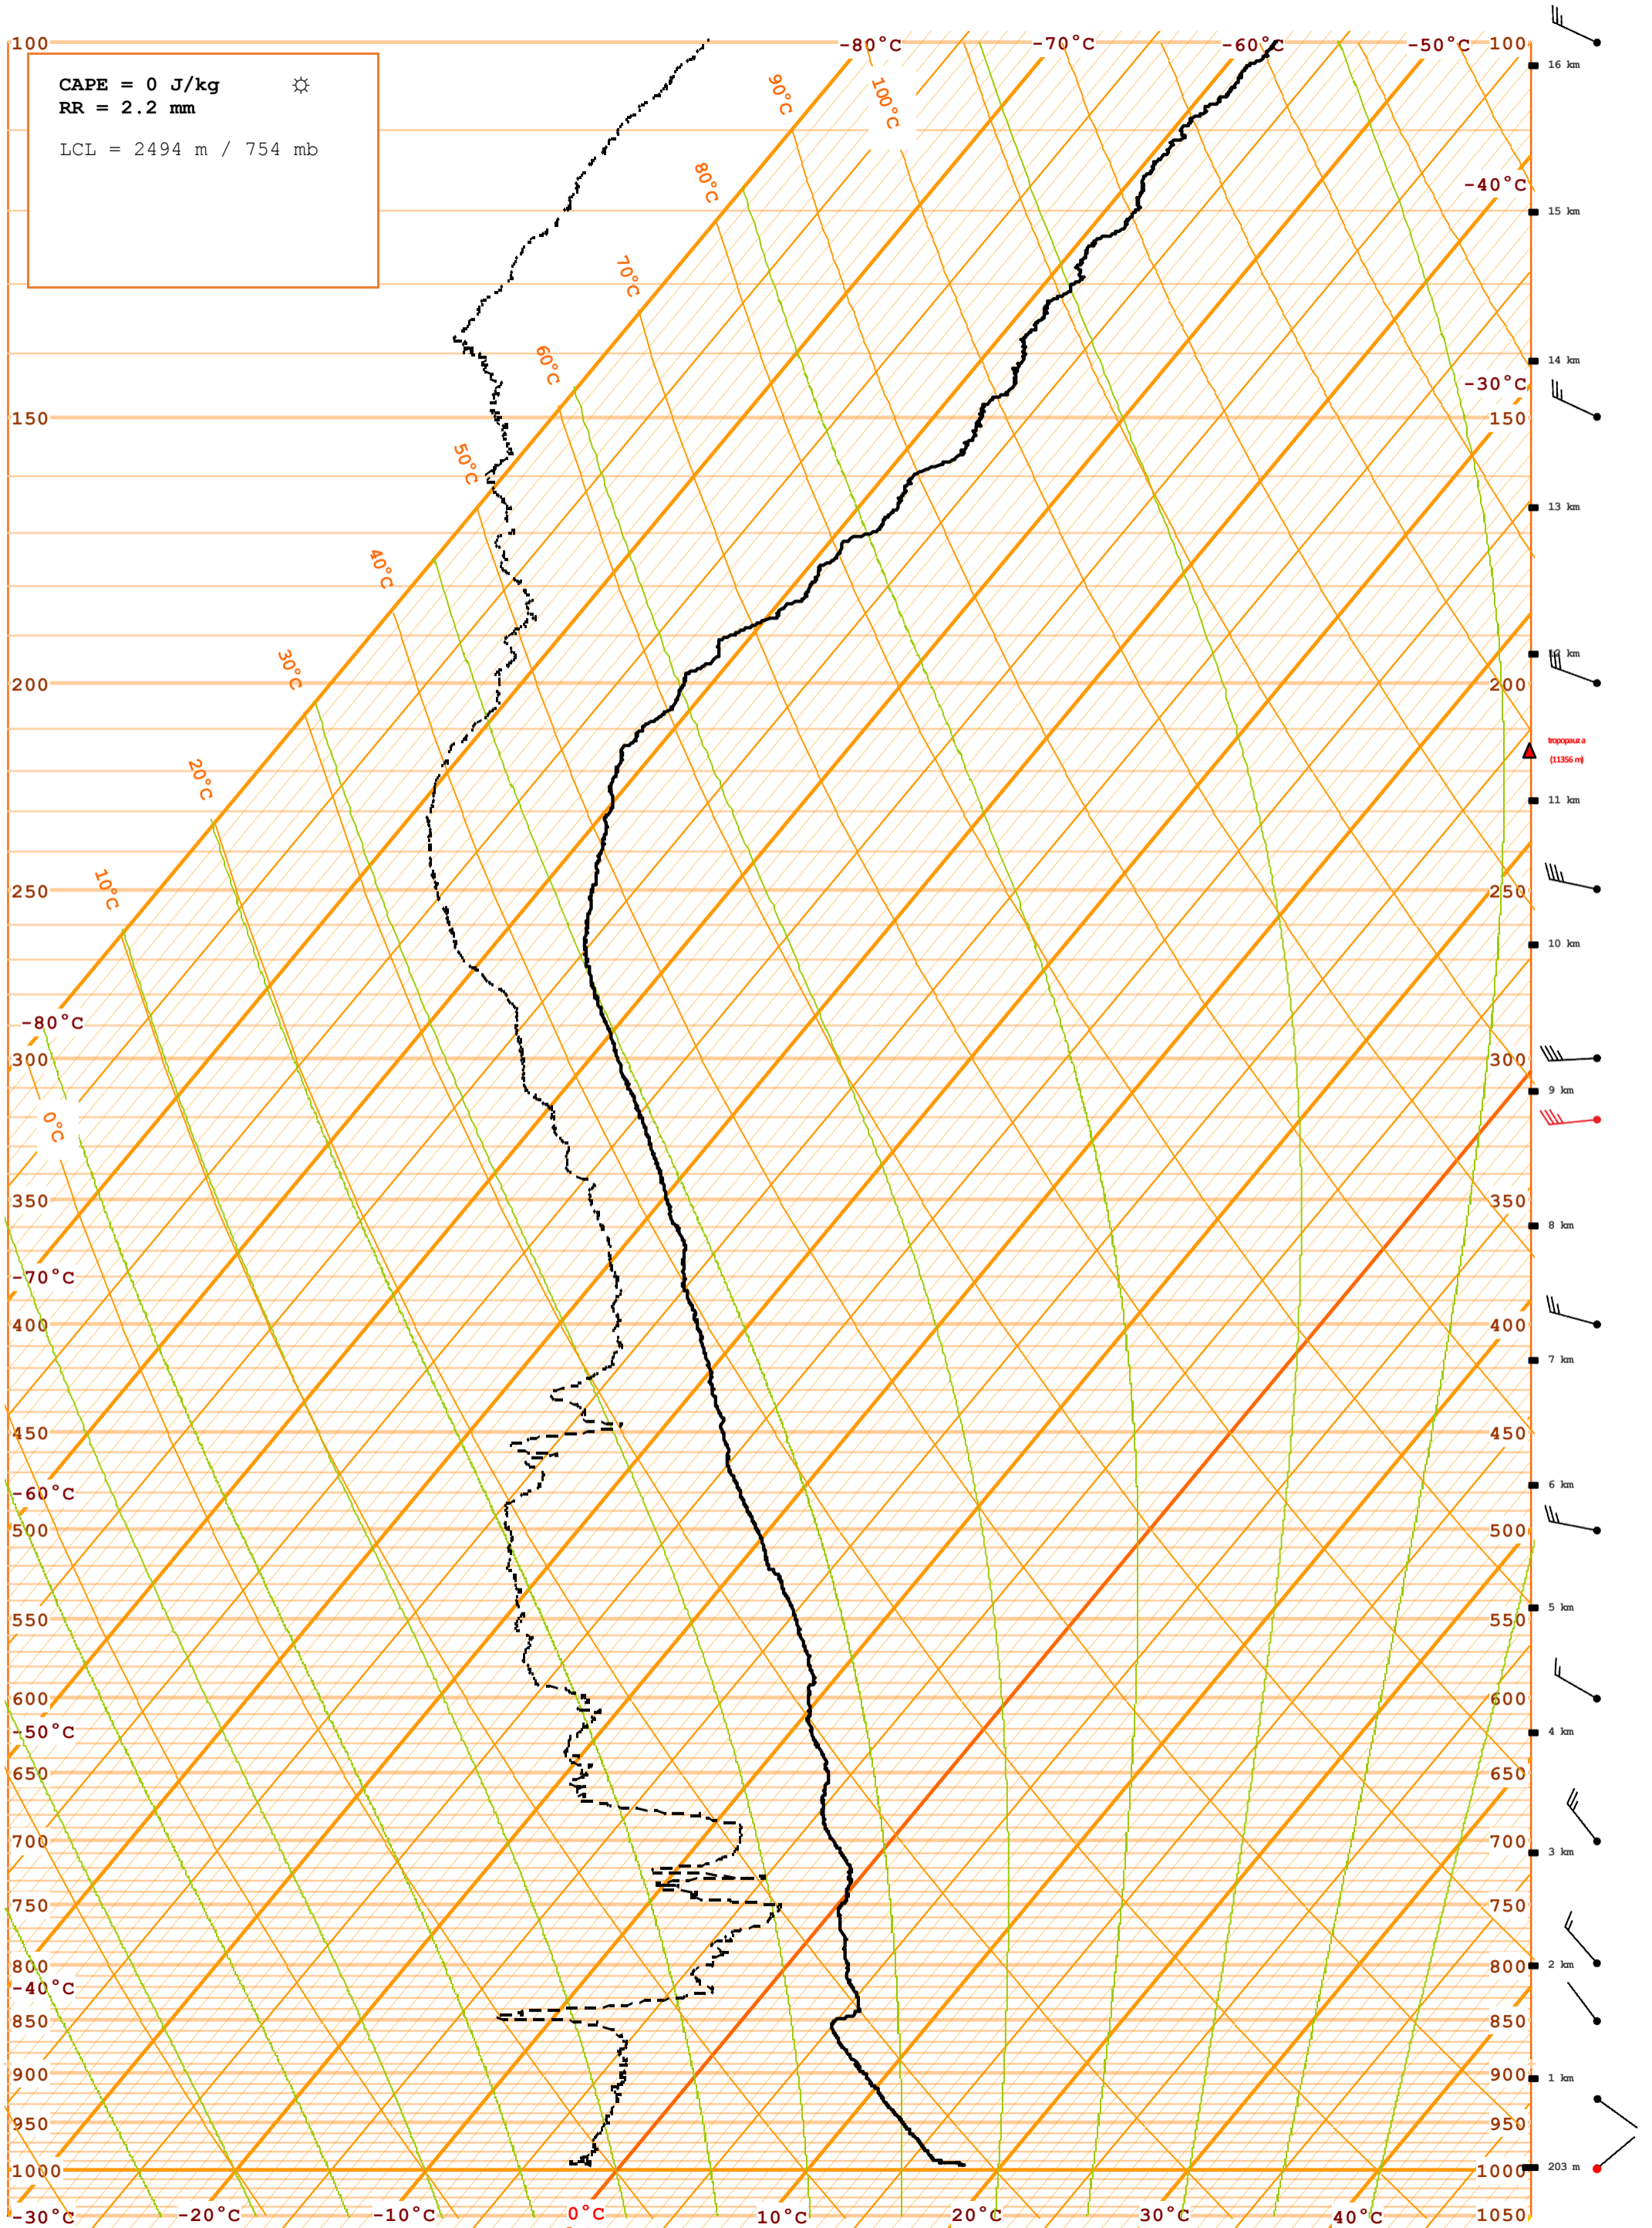 100 -80°C -70°C -60°C -50°C 100
16 km
CAPE = 0 J/kg ☼
RR = 2.2 mm
LCL = 2494 m / 754 mb
90°C 100°C
80°C
-40°C
15 km
70°C
60°C
14 km
-30°C
150 150
50°C
13 km
40°C
30°C
km
200 200
tropopauza
(11356 m)
20°C
11 km
10°C
250 250
10 km
-80°C
300 300
9 km
0°C
350 350
8 km
-70°C
400 400
7 km
450 450
6 km
-60°C
500 500
5 km
550 550
600 600
-50°C
4 km
650 650
700 700
3 km
750 750
800 800
2 km
-40°C
850 850
900 900
1 km
950 950
1000 1000
203 m
-30°C -20°C -10°C 0°C 10°C 20°C 30°C 40°C 1050